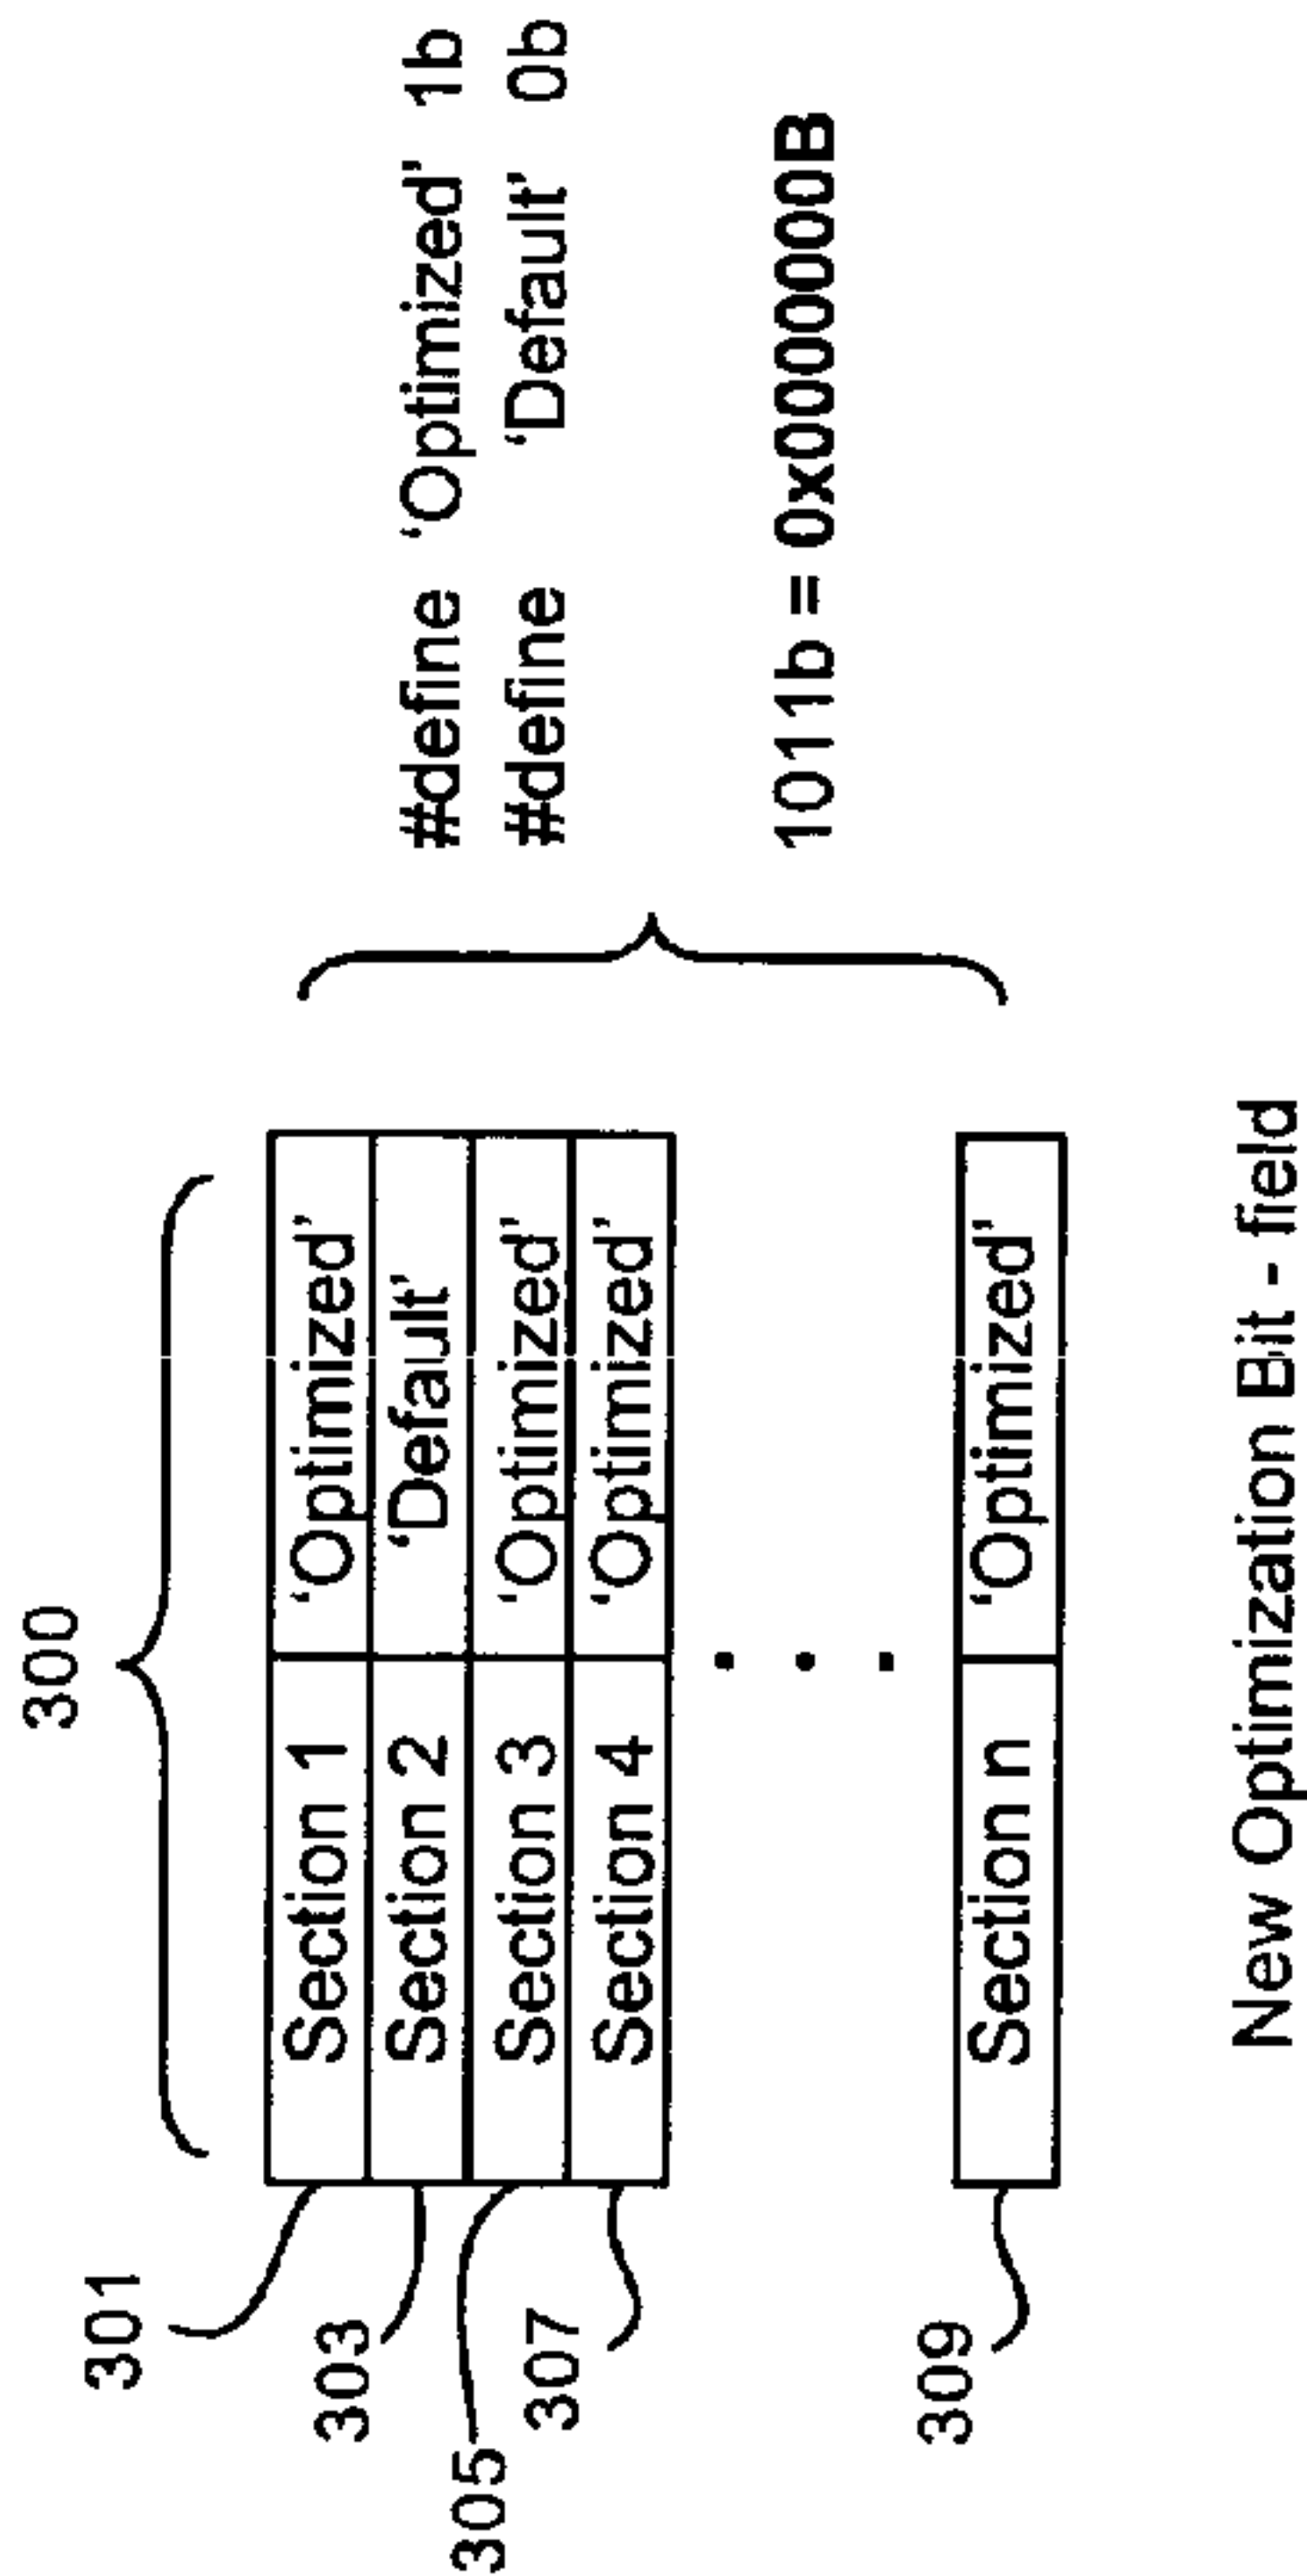 300
301
303
305
307
309
Section 1 ‘Optimized’
Section 2 ‘Default’
Section 3 ‘Optimized’
Section 4 ‘Optimized’
Section n ‘Optimized’
#define ‘Optimized’ 1b
#define ‘Default’ 0b
1011b = 0x0000000B
New Optimization Bit - field